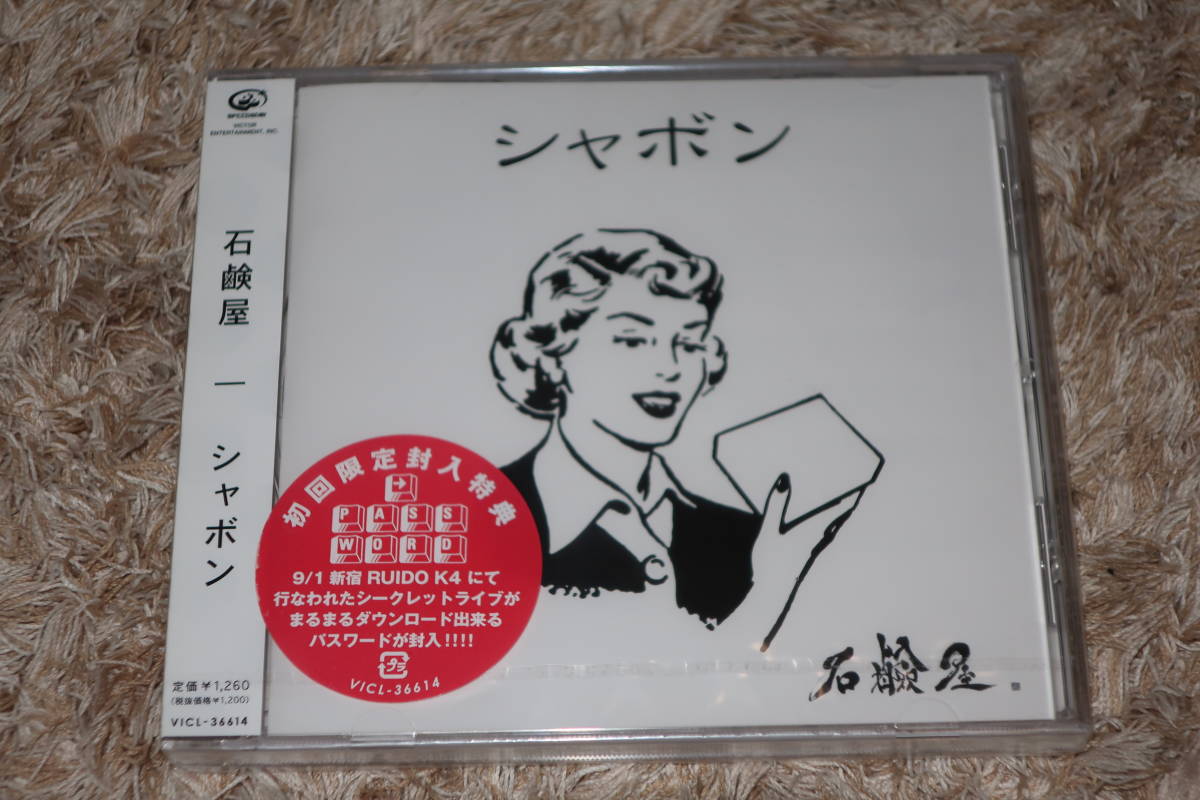 SPEEDSTAR
VICTOR
ENTERTAINMENT, INC.
石鹸屋 — シャボン
定価 ¥1,260
(税抜価格¥1,200)
VICL-36614
シャボン
初回限定封入特典
PASS
WORD
9/1 新宿 RUIDO K4 にて
行なわれたシークレットライブが
まるまるダウンロード出来る
パスワードが封入!!!!
プラ
VICL-36614
石鹸屋